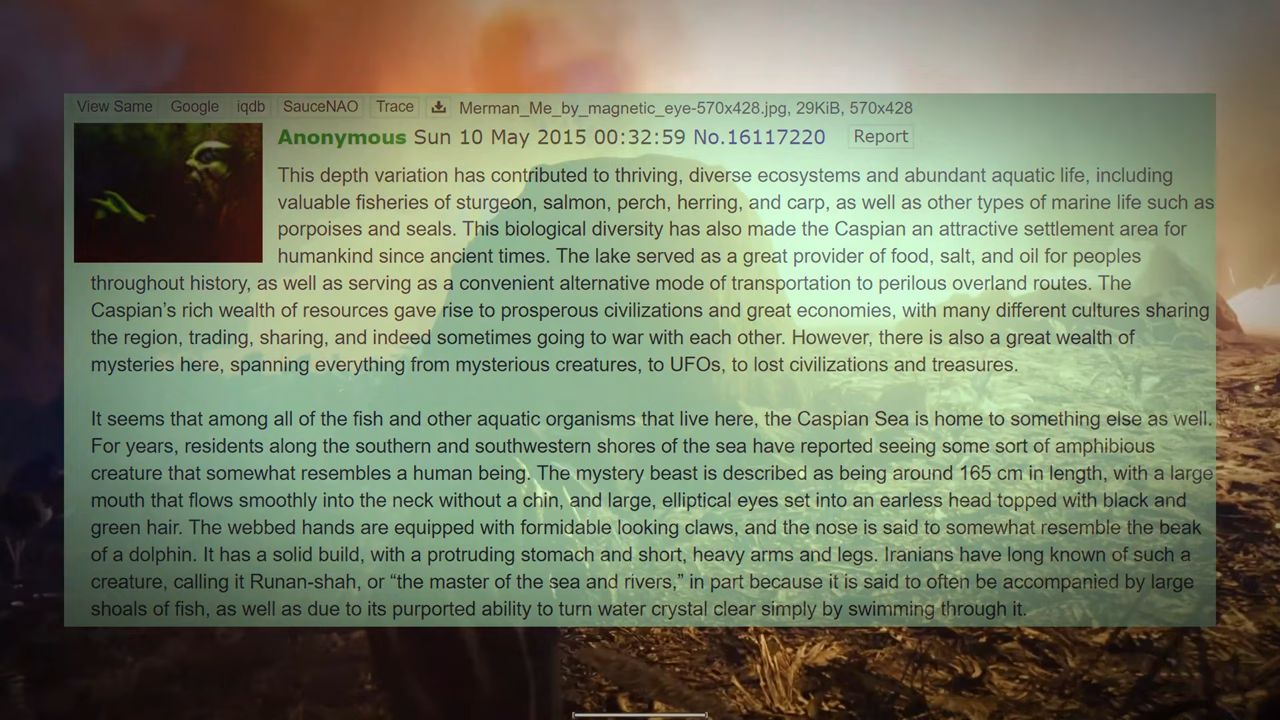 View Same Google iqdb SauceNAO Trace Merman_Me_by_magnetic_eye-570x428.jpg, 29KiB, 570x428
Anonymous Sun 10 May 2015 00:32:59 No.16117220 Report
This depth variation has contributed to thriving, diverse ecosystems and abundant aquatic life, including
valuable fisheries of sturgeon, salmon, perch, herring, and carp, as well as other types of marine life such as
porpoises and seals. This biological diversity has also made the Caspian an attractive settlement area for
humankind since ancient times. The lake served as a great provider of food, salt, and oil for peoples
throughout history, as well as serving as a convenient alternative mode of transportation to perilous overland routes. The
Caspian’s rich wealth of resources gave rise to prosperous civilizations and great economies, with many different cultures sharing
the region, trading, sharing, and indeed sometimes going to war with each other. However, there is also a great wealth of
mysteries here, spanning everything from mysterious creatures, to UFOs, to lost civilizations and treasures.
It seems that among all of the fish and other aquatic organisms that live here, the Caspian Sea is home to something else as well.
For years, residents along the southern and southwestern shores of the sea have reported seeing some sort of amphibious
creature that somewhat resembles a human being. The mystery beast is described as being around 165 cm in length, with a large
mouth that flows smoothly into the neck without a chin, and large, elliptical eyes set into an earless head topped with black and
green hair. The webbed hands are equipped with formidable looking claws, and the nose is said to somewhat resemble the beak
of a dolphin. It has a solid build, with a protruding stomach and short, heavy arms and legs. Iranians have long known of such a
creature, calling it Runan-shah, or “the master of the sea and rivers,” in part because it is said to often be accompanied by large
shoals of fish, as well as due to its purported ability to turn water crystal clear simply by swimming through it.